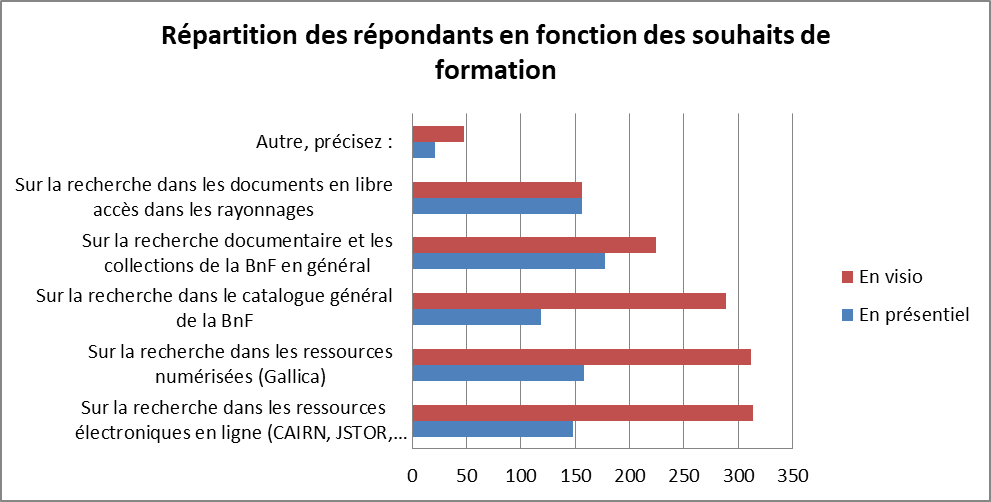 Répartition des répondants en fonction des souhaits de
formation
Autre, précisez :
Sur la recherche dans les documents en libre
accès dans les rayonnages
Sur la recherche documentaire et les
collections de la BnF en général
Sur la recherche dans le catalogue général
de la BnF
Sur la recherche dans les ressources
numérisées (Gallica)
Sur la recherche dans les ressources
électroniques en ligne (CAIRN, JSTOR,...
En visio
En présentiel
0 50 100 150 200 250 300 350